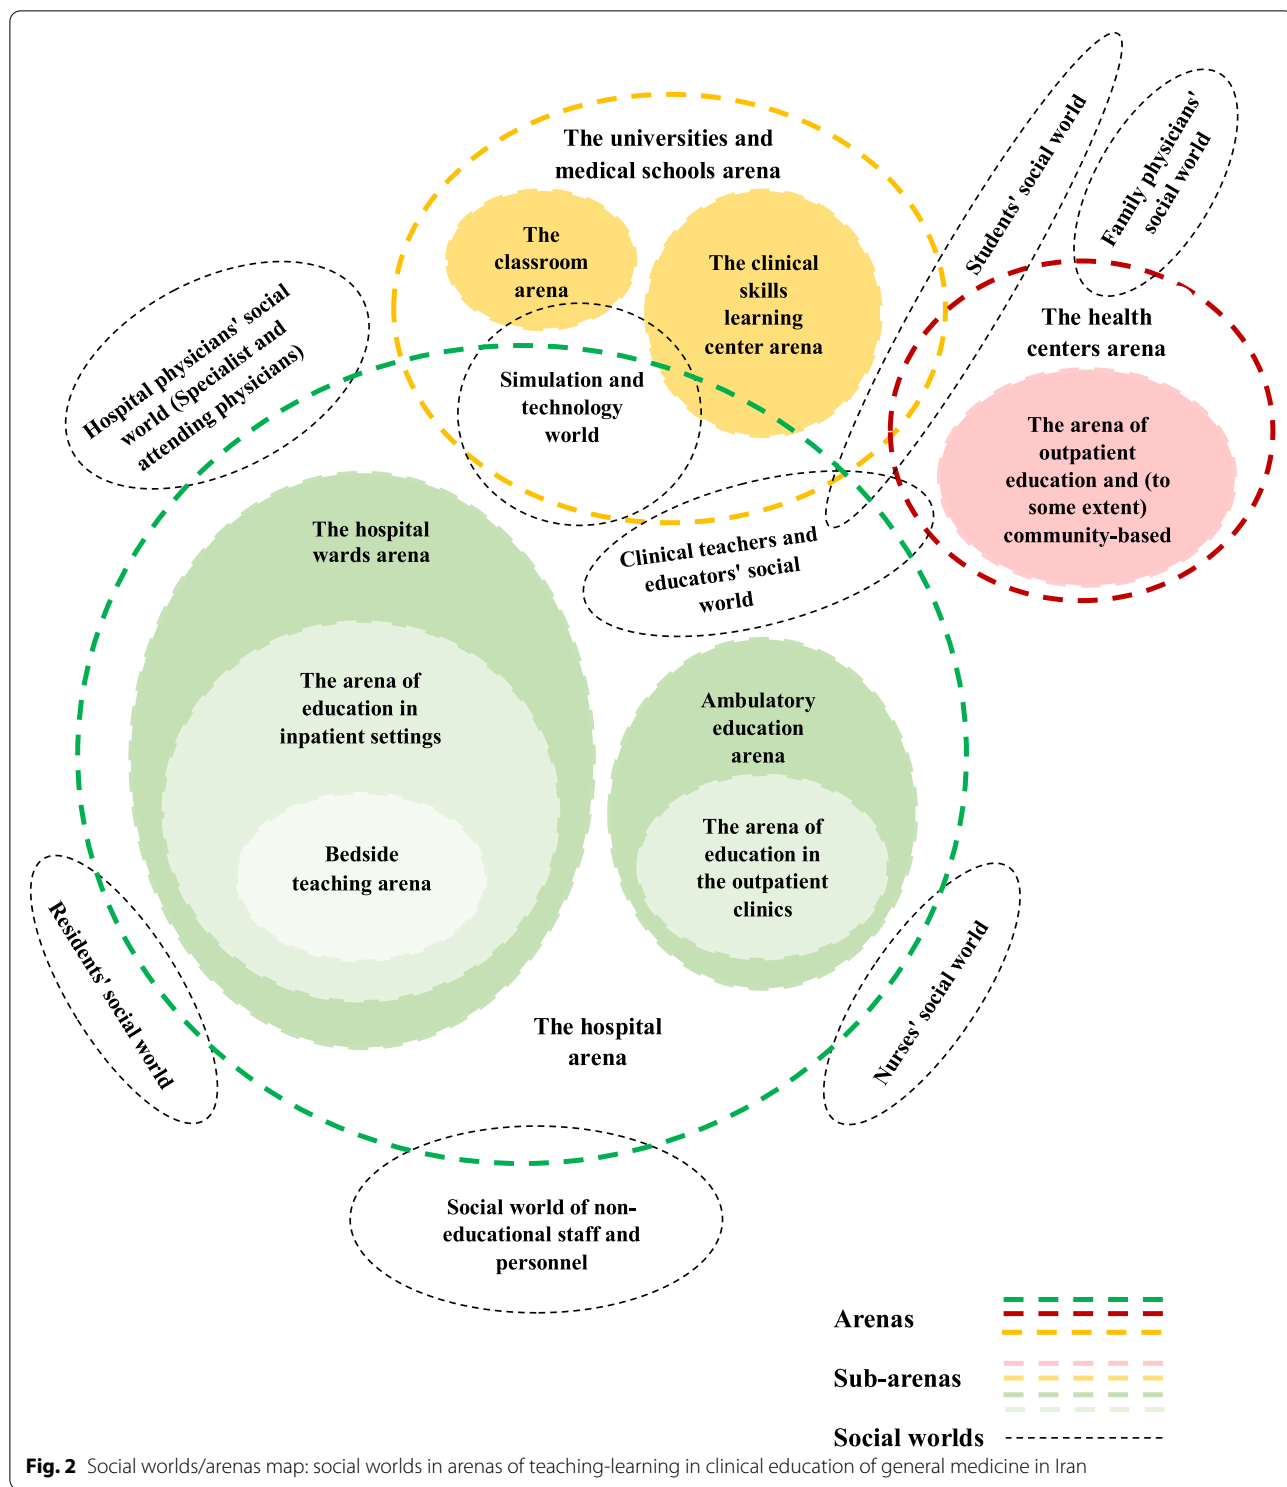 The universities and
medical schools arena
The
classroom
arena
The clinical
skills
learning
center arena
Students' social world
Family physicians'
social world
Hospital physicians' social
world (Specialist and
attending physicians)
Simulation and
technology
world
The health
centers arena
The arena of
outpatient
education and (to
some extent)
community-based
The hospital
wards arena
Clinical teachers and
educators' social
world
The arena of
education in
inpatient settings
Ambulatory
education
arena
Bedside
teaching arena
The arena of
education in
the outpatient
clinics
Residents' social world
Nurses' social world
The hospital
arena
Social world of non-
educational staff and
personnel
Arenas
Sub-arenas
Social worlds
Fig. 2 Social worlds/arenas map: social worlds in arenas of teaching-learning in clinical education of general medicine in Iran